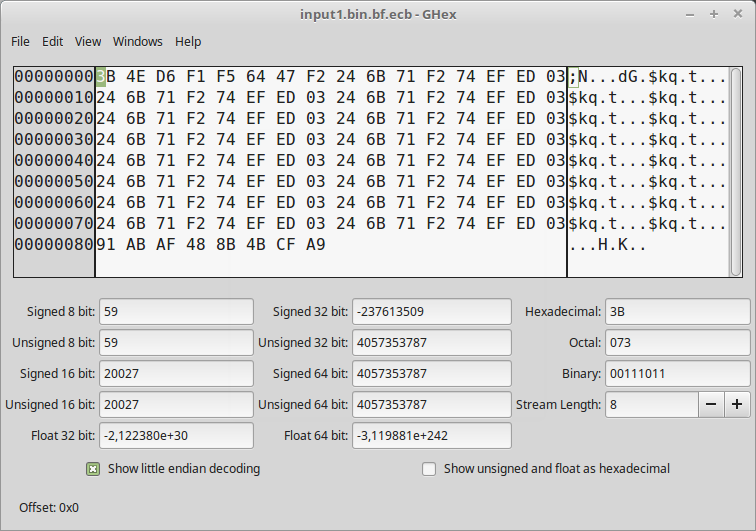 input1.bin.bf.ecb - GHex
File Edit View Windows Help
00000000 3B 4E D6 F1 F5 64 47 F2 24 6B 71 F2 74 EF ED 03 ;N...dG.$kq.t...
00000010 24 6B 71 F2 74 EF ED 03 24 6B 71 F2 74 EF ED 03 $kq.t...$kq.t...
00000020 24 6B 71 F2 74 EF ED 03 24 6B 71 F2 74 EF ED 03 $kq.t...$kq.t...
00000030 24 6B 71 F2 74 EF ED 03 24 6B 71 F2 74 EF ED 03 $kq.t...$kq.t...
00000040 24 6B 71 F2 74 EF ED 03 24 6B 71 F2 74 EF ED 03 $kq.t...$kq.t...
00000050 24 6B 71 F2 74 EF ED 03 24 6B 71 F2 74 EF ED 03 $kq.t...$kq.t...
00000060 24 6B 71 F2 74 EF ED 03 24 6B 71 F2 74 EF ED 03 $kq.t...$kq.t...
00000070 24 6B 71 F2 74 EF ED 03 24 6B 71 F2 74 EF ED 03 $kq.t...$kq.t...
00000080 91 AB AF 48 8B 4B CF A9 ...H.K..
Signed 8 bit: 59 Signed 32 bit: -237613509 Hexadecimal: 3B
Unsigned 8 bit: 59 Unsigned 32 bit: 4057353787 Octal: 073
Signed 16 bit: 20027 Signed 64 bit: 4057353787 Binary: 00111011
Unsigned 16 bit: 20027 Unsigned 64 bit: 4057353787 Stream Length: 8
Float 32 bit: -2,122380e+30 Float 64 bit: -3,119881e+242
Show little endian decoding Show unsigned and float as hexadecimal
Offset: 0x0